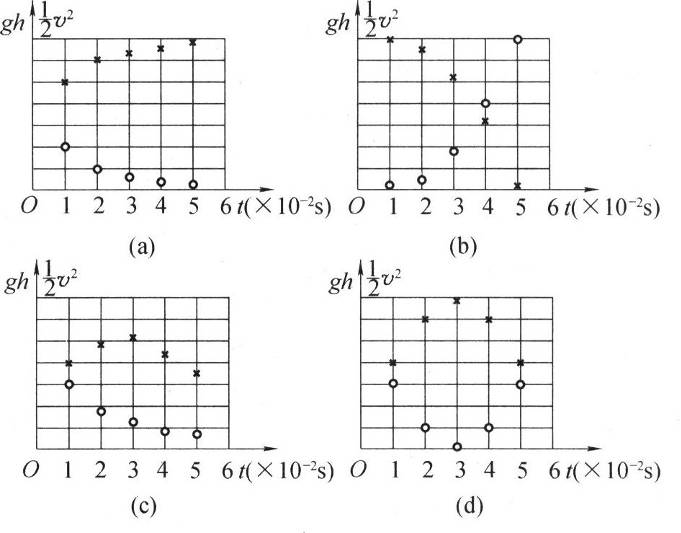 gh ½v² gh ½v²
O 1 2 3 4 5 6 t(×10⁻²s) O 1 2 3 4 5 6 t(×10⁻²s)
(a) (b)
gh ½v² gh ½v²
O 1 2 3 4 5 6 t(×10⁻²s) O 1 2 3 4 5 6 t(×10⁻²s)
(c) (d)